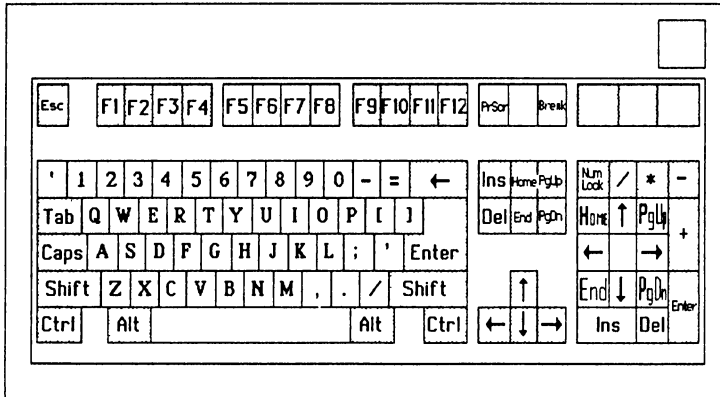 Esc F1 F2 F3 F4 F5 F6 F7 F8 F9 F10 F11 F12 PrScr Break
' 1 2 3 4 5 6 7 8 9 0 - = ← Ins Home PgUp Num Lock / * -
Tab Q W E R T Y U I O P [ ] Del End PgDn Home ↑ PgUp +
Caps A S D F G H J K L ; ' Enter ← →
Shift Z X C V B N M , . / Shift ↑ End ↓ PgDn Enter
Ctrl Alt Alt Ctrl ← ↓ → Ins Del